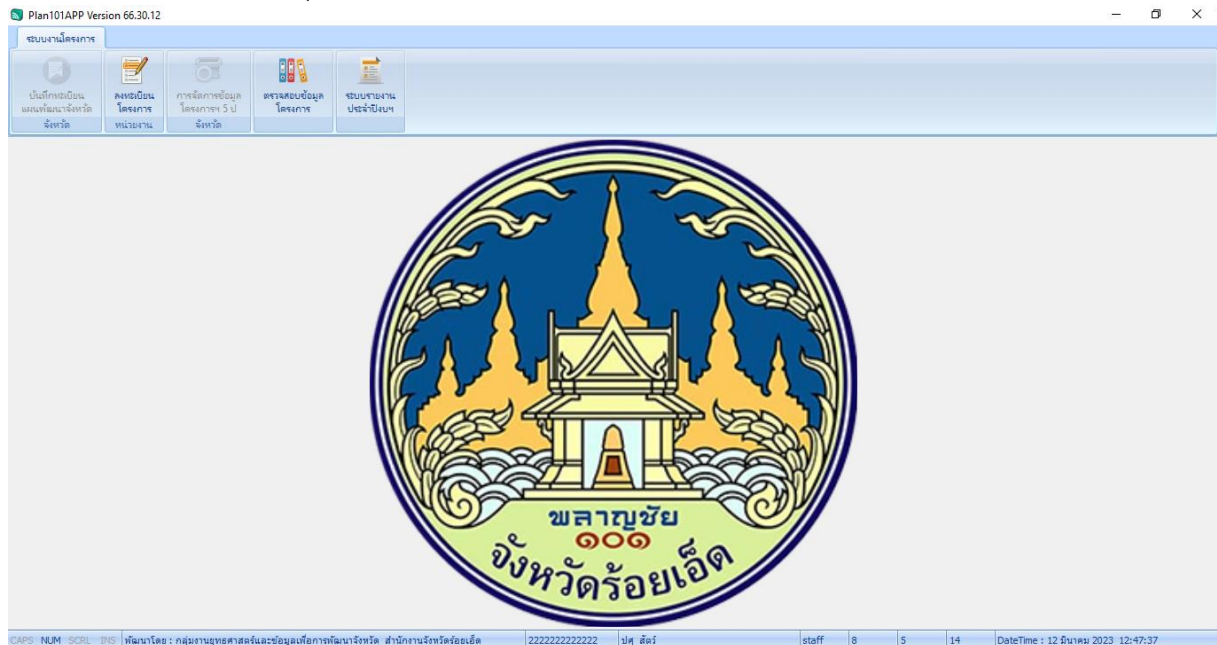 Plan101APP Version 66.30.12
ระบบงานโครงการ
บันทึกทะเบียน
แผนพัฒนาจังหวัด
จังหวัด
ลงทะเบียน
โครงการ
หน่วยงาน
การจัดการข้อมูล
โครงการฯ 5 ปี
จังหวัด
ตรวจสอบข้อมูล
โครงการ
ระบบรายงาน
ประจำปีงบฯ
พลาญชัย
๑๐๑
จังหวัดร้อยเอ็ด
CAPS NUM SCRL INS พัฒนาโดย : กลุ่มงานยุทธศาสตร์และข้อมูลเพื่อการพัฒนาจังหวัด สำนักงานจังหวัดร้อยเอ็ด 2222222222222 ปศุ สัตว์ staff 8 5 14 DateTime : 12 มีนาคม 2023 12:47:37